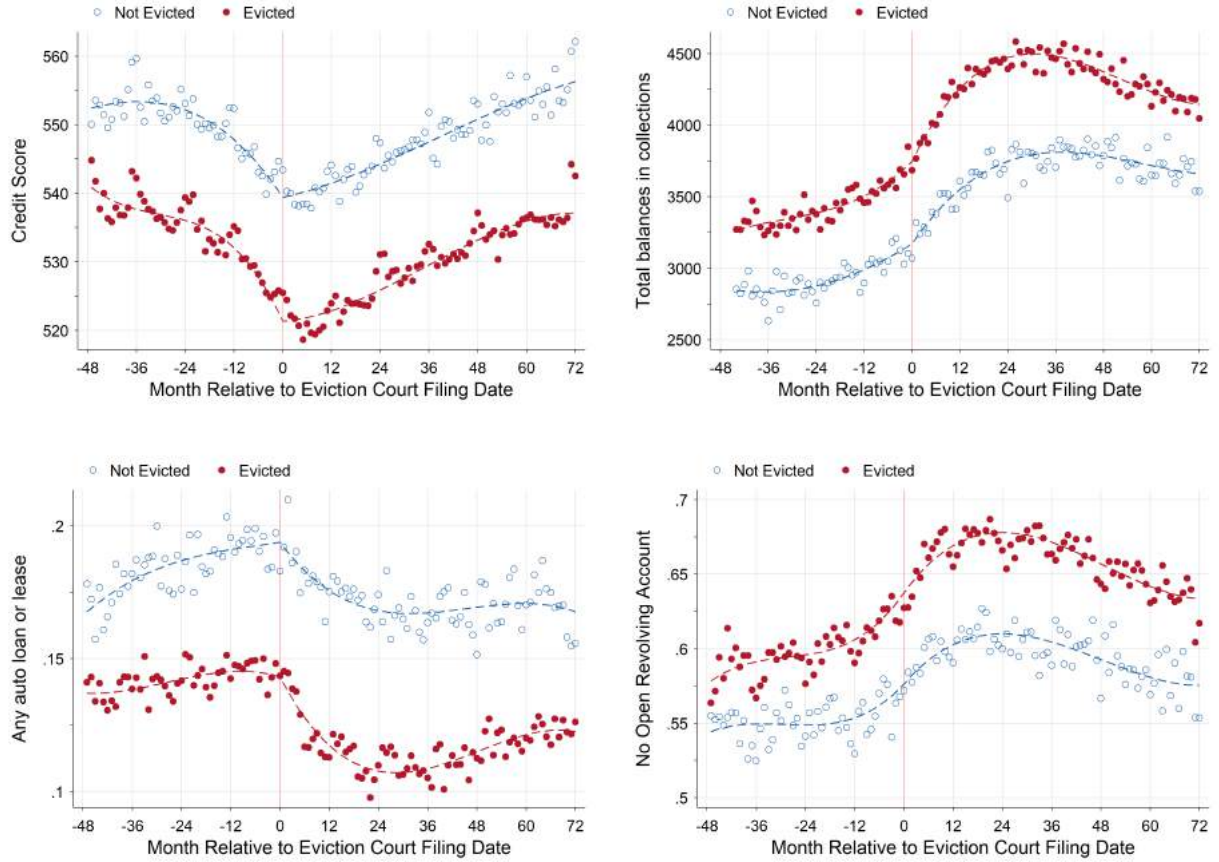 Not Evicted Evicted
Credit Score
560
550
540
530
520
-48 -36 -24 -12 0 12 24 36 48 60 72
Month Relative to Eviction Court Filing Date
Not Evicted Evicted
Total balances in collections
4500
4000
3500
3000
2500
-48 -36 -24 -12 0 12 24 36 48 60 72
Month Relative to Eviction Court Filing Date
Not Evicted Evicted
Any auto loan or lease
.2
.15
.1
-48 -36 -24 -12 0 12 24 36 48 60 72
Month Relative to Eviction Court Filing Date
Not Evicted Evicted
No Open Revolving Account
.7
.65
.6
.55
.5
-48 -36 -24 -12 0 12 24 36 48 60 72
Month Relative to Eviction Court Filing Date